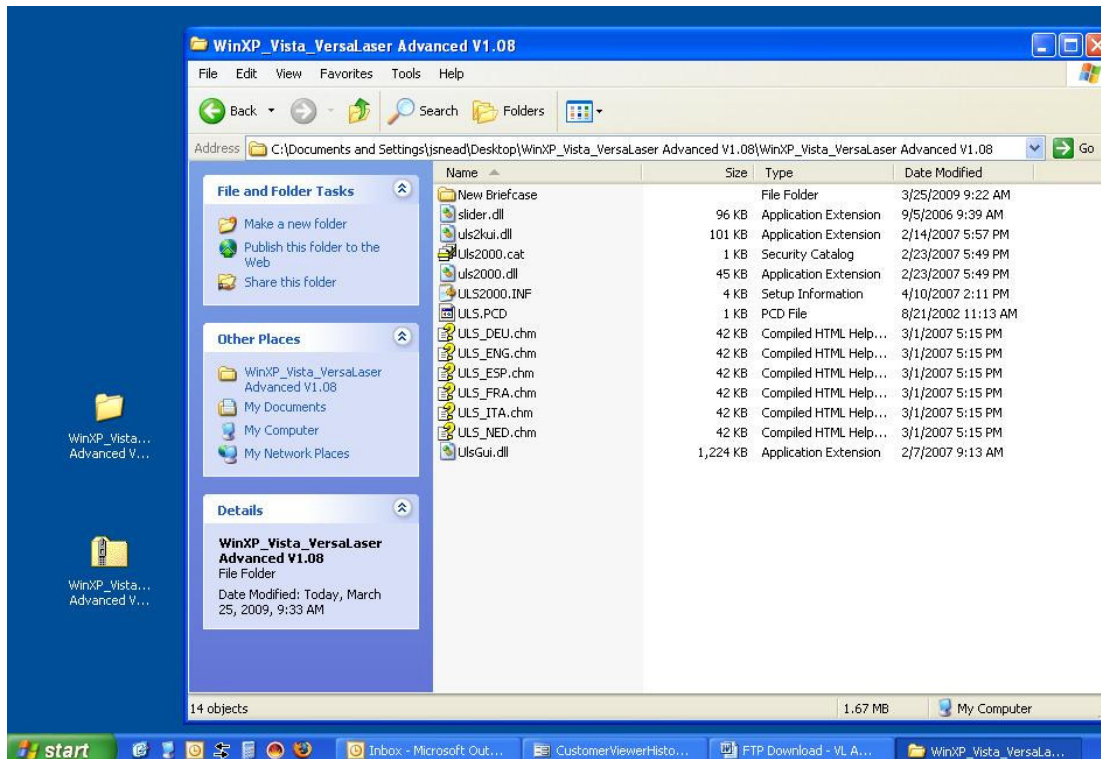 WinXP_Vista_VersaLaser Advanced V1.08
File Edit View Favorites Tools Help
Back Search Folders
Address C:\Documents and Settings\jsnead\Desktop\WinXP_Vista_VersaLaser Advanced V1.08\WinXP_Vista_VersaLaser Advanced V1.08 Go
File and Folder Tasks
Make a new folder
Publish this folder to the
Web
Share this folder
Other Places
WinXP_Vista_VersaLaser
Advanced V1.08
My Documents
My Computer
My Network Places
Details
WinXP_Vista_VersaLaser
Advanced V1.08
File Folder
Date Modified: Today, March
25, 2009, 9:33 AM
Name Size Type Date Modified
New Briefcase File Folder 3/25/2009 9:22 AM
slider.dll 96 KB Application Extension 9/5/2006 9:39 AM
uls2kui.dll 101 KB Application Extension 2/14/2007 5:57 PM
Uls2000.cat 1 KB Security Catalog 2/23/2007 5:49 PM
uls2000.dll 45 KB Application Extension 2/23/2007 5:49 PM
ULS2000.INF 4 KB Setup Information 4/10/2007 2:11 PM
ULS.PCD 1 KB PCD File 8/21/2002 11:13 AM
ULS_DEU.chm 42 KB Compiled HTML Help... 3/1/2007 5:15 PM
ULS_ENG.chm 42 KB Compiled HTML Help... 3/1/2007 5:15 PM
ULS_ESP.chm 42 KB Compiled HTML Help... 3/1/2007 5:15 PM
ULS_FRA.chm 42 KB Compiled HTML Help... 3/1/2007 5:15 PM
ULS_ITA.chm 42 KB Compiled HTML Help... 3/1/2007 5:15 PM
ULS_NED.chm 42 KB Compiled HTML Help... 3/1/2007 5:15 PM
UlsGui.dll 1,224 KB Application Extension 2/7/2007 9:13 AM
WinXP_Vista...
Advanced V...
WinXP_Vista...
Advanced V...
14 objects 1.67 MB My Computer
start Inbox - Microsoft Out... CustomerViewerHisto... FTP Download - VL A... WinXP_Vista_VersaLa...